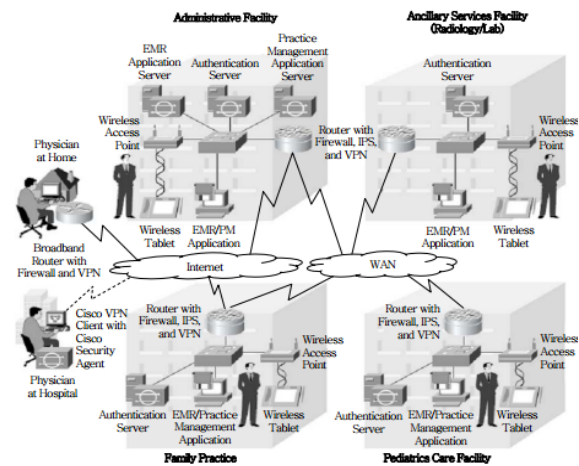 Administrative Facility
Ancillary Services Facility
(Radiology/Lab)
EMR
Application
Server
Authentication
Server
Practice
Management
Application
Server
Authentication
Server
Wireless
Access
Point
Router with
Firewall, IPS,
and VPN
Wireless
Access
Point
Physician
at Home
Wireless
Tablet
EMR/PM
Application
EMR/PM
Application
Wireless
Tablet
Broadband
Router with
Firewall and VPN
Internet
WAN
Cisco VPN
Client with
Cisco
Security
Agent
Physician
at Hospital
Router with
Firewall, IPS,
and VPN
Wireless
Access
Point
Router with
Firewall, IPS,
and VPN
Wireless
Access
Point
Authentication
Server
EMR/Practice
Management
Application
Wireless
Tablet
Authentication
Server
EMR/Practice
Management
Application
Wireless
Tablet
Family Practice
Pediatrics Care Facility